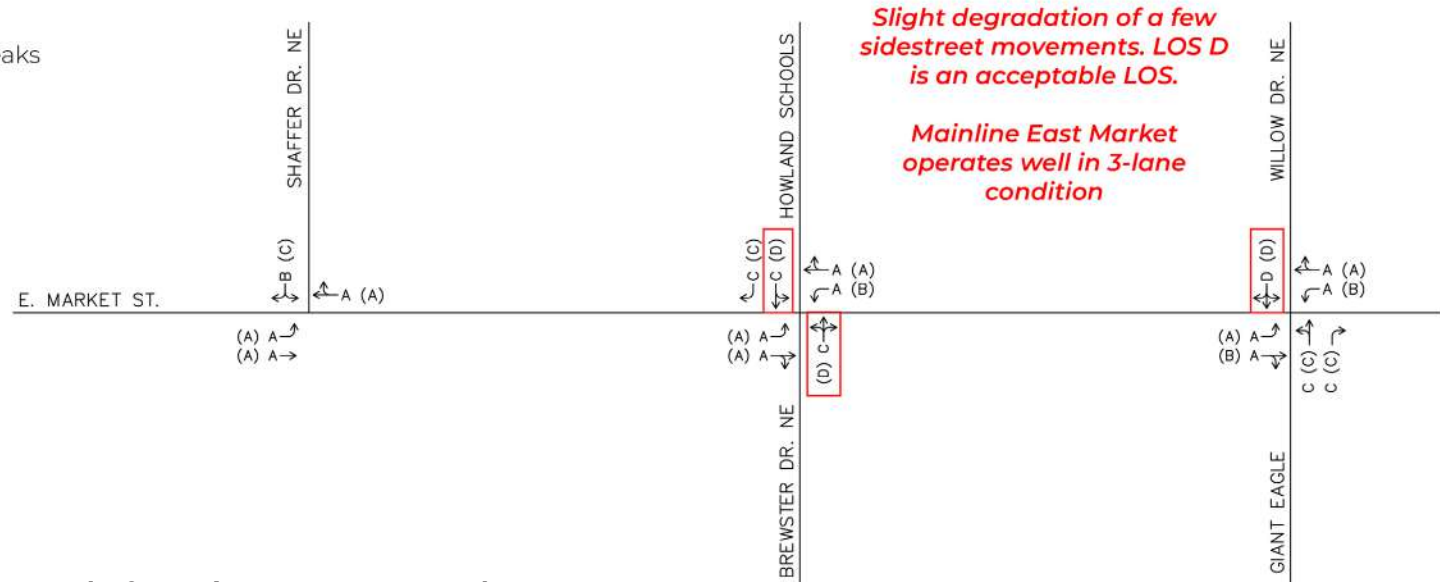 aks
Slight degradation of a few
sidestreet movements. LOS D
is an acceptable LOS.
Mainline East Market
operates well in 3-lane
condition
SHAFFER DR. NE
HOWLAND SCHOOLS
WILLOW DR. NE
B (C)
C (C)
C (D)
D (D)
A (A)
A (A)
A (B)
A (A)
A (B)
E. MARKET ST.
(A) A
(A) A
(A) A
(A) A
(D) C
(A) A
(B) A
C (C)
C (C)
BREWSTER DR. NE
GIANT EAGLE